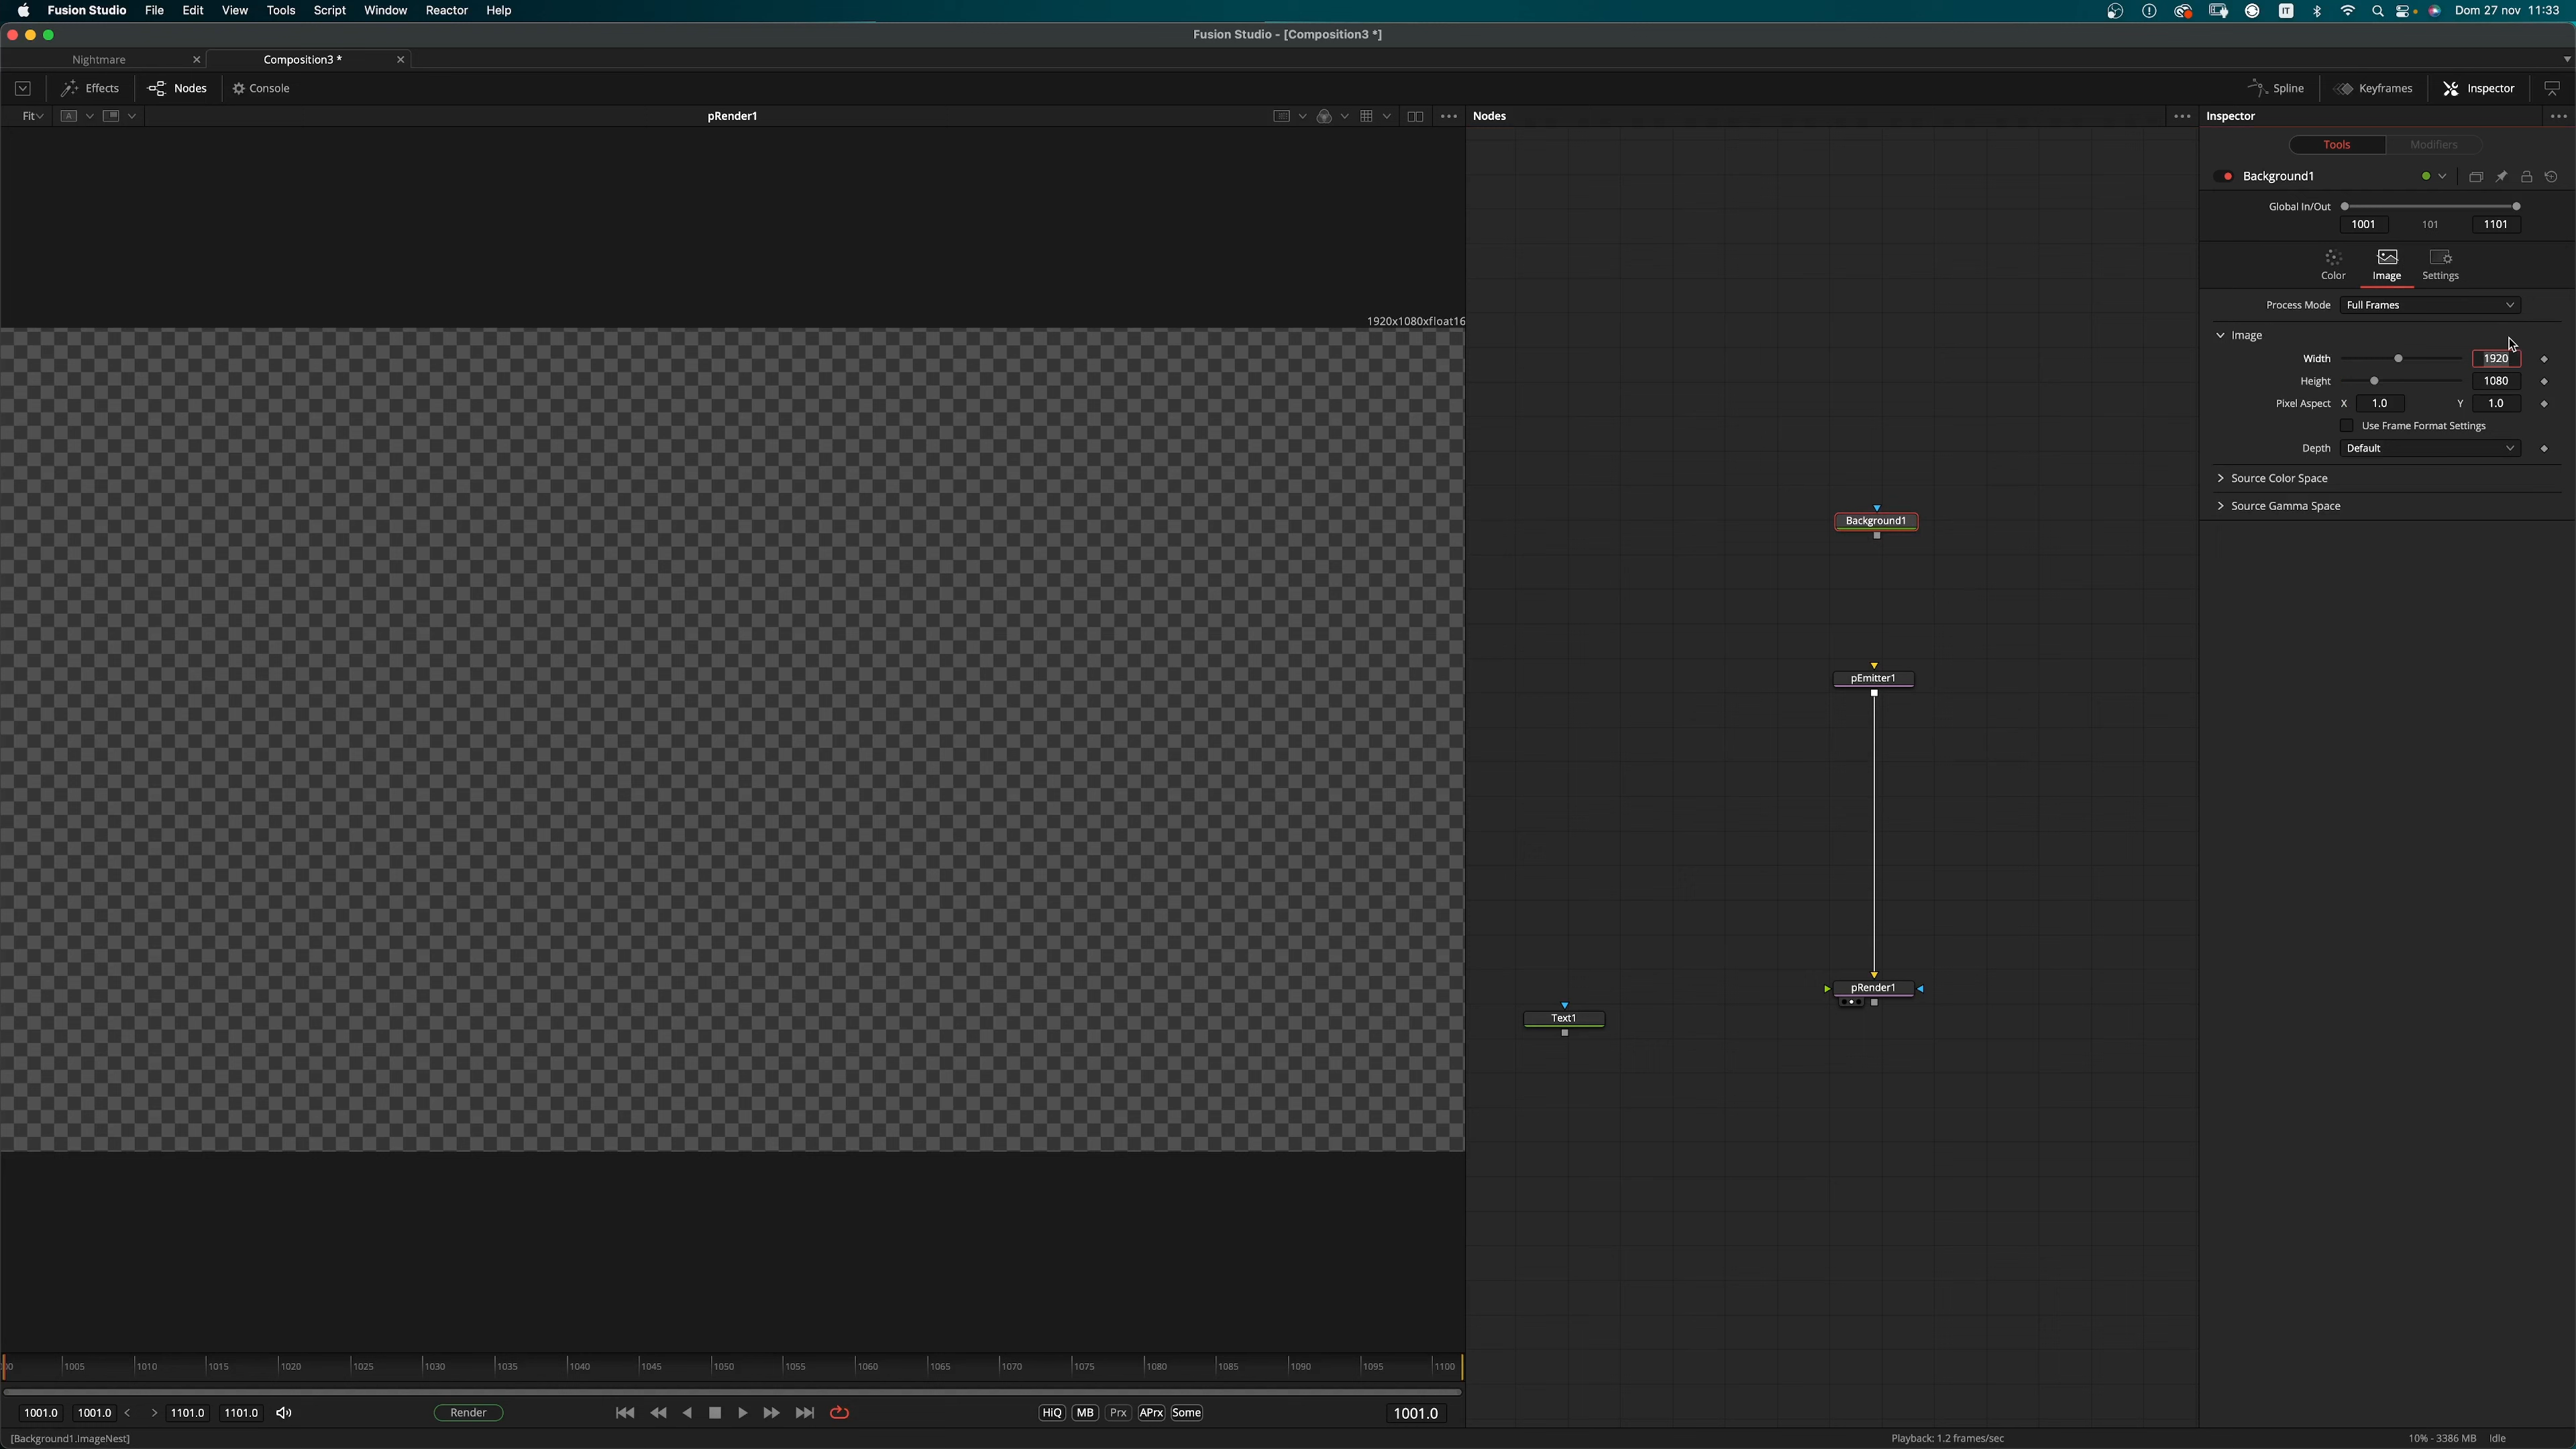 Fusion Studio File Edit View Tools Script Window Reactor Help IT Dom 27 nov 11:33
Fusion Studio - [Composition3 *]
Nightmare Composition3 *
Effects Nodes Console Spline Keyframes Inspector
Fit A pRender1 Nodes Inspector
Tools Modifiers
Background1
Global In/Out
1001 101 1101
Color Image Settings
Process Mode Full Frames
1920x1080xfloat16
Image
Width 1920
Height 1080
Pixel Aspect X 1.0 Y 1.0
Use Frame Format Settings
Depth Default
Source Color Space
Source Gamma Space
Background1
pEmitter1
pRender1
Text1
1005 1010 1015 1020 1025 1030 1035 1040 1045 1050 1055 1060 1065 1070 1075 1080 1085 1090 1095 1100
1001.0 1001.0 < > 1101.0 1101.0 Render HiQ MB Prx APrx Some 1001.0
[Background1.ImageNest] Playback: 1.2 frames/sec 10% - 3386 MB Idle